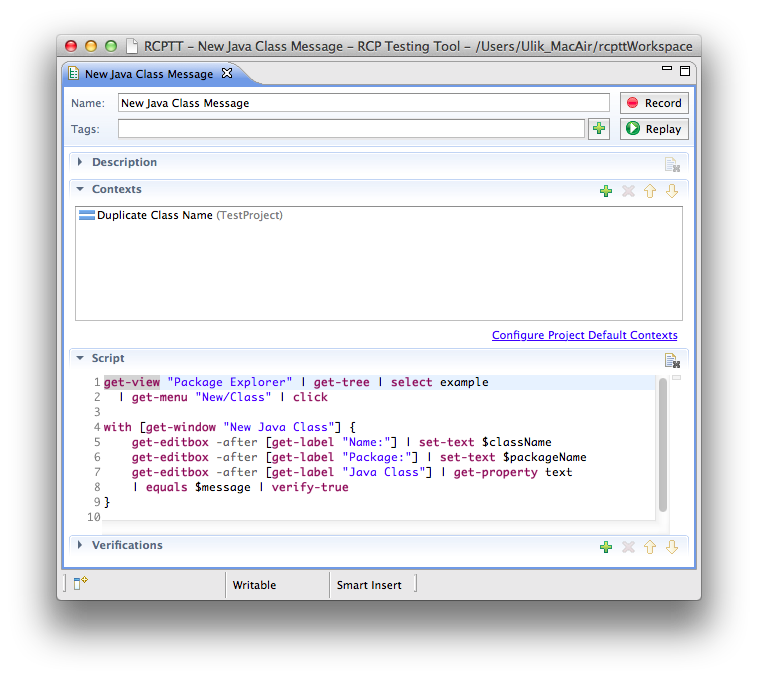 RCPTT – New Java Class Message – RCP Testing Tool – /Users/Ulik_MacAir/rcpttWorkspace
New Java Class Message
Name: New Java Class Message Record
Tags: Replay
Description
Contexts
Duplicate Class Name (TestProject)
Configure Project Default Contexts
Script
1 get-view "Package Explorer" | get-tree | select example
2 | get-menu "New/Class" | click
3
4 with [get-window "New Java Class"] {
5 get-editbox -after [get-label "Name:"] | set-text $className
6 get-editbox -after [get-label "Package:"] | set-text $packageName
7 get-editbox -after [get-label "Java Class"] | get-property text
8 | equals $message | verify-true
9 }
10
Verifications
Writable Smart Insert